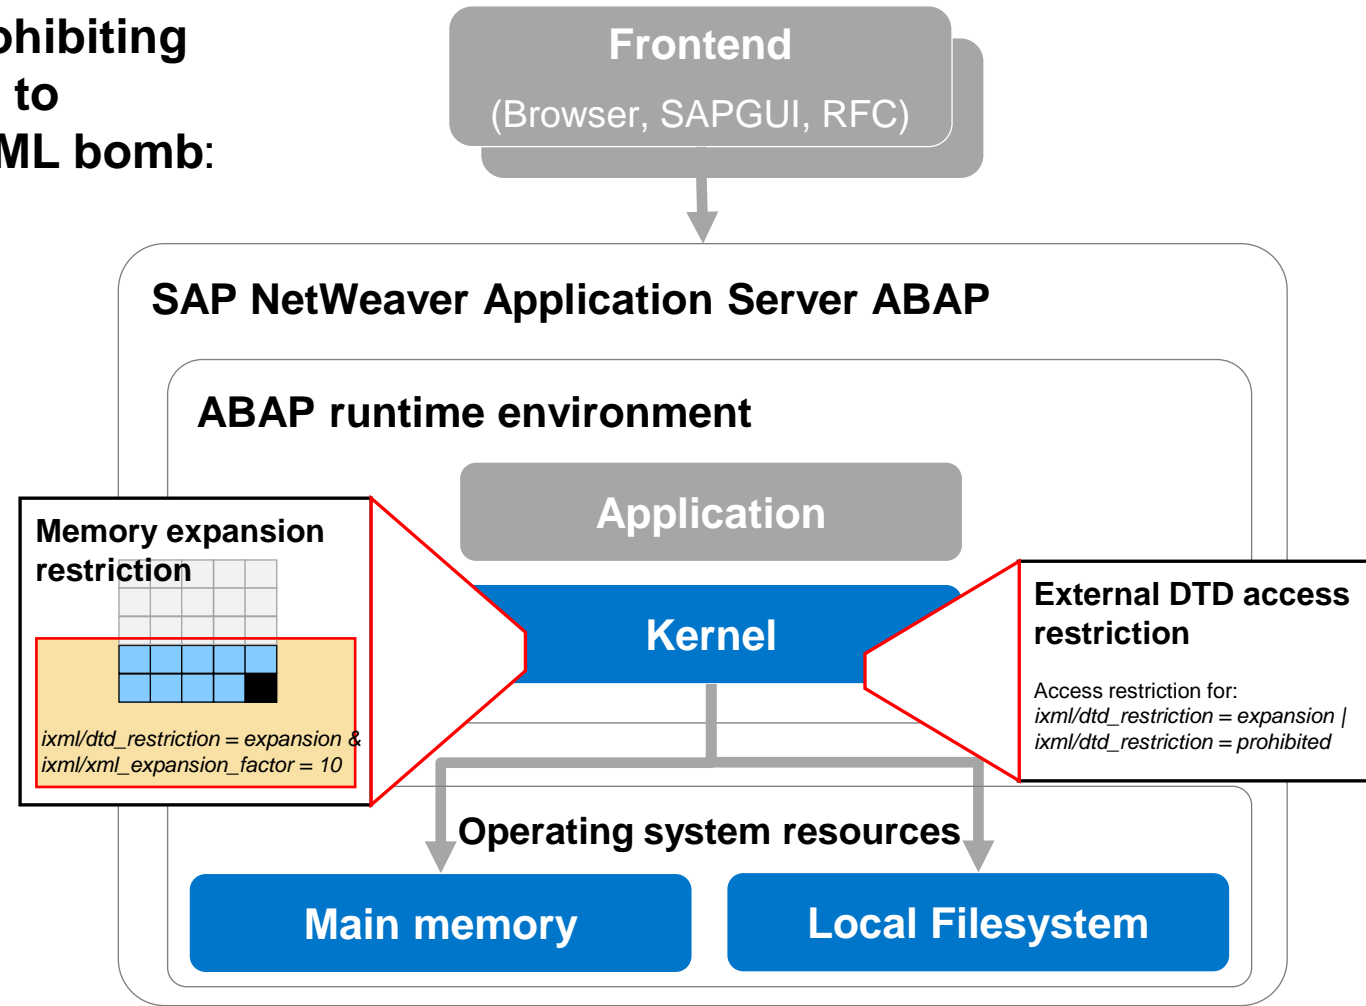 ohibiting
to
ML bomb:
Frontend
(Browser, SAPGUI, RFC)
SAP NetWeaver Application Server ABAP
ABAP runtime environment
Application
Kernel
Memory expansion
restriction
ixml/dtd_restriction = expansion &
ixml/xml_expansion_factor = 10
External DTD access
restriction
Access restriction for:
ixml/dtd_restriction = expansion |
ixml/dtd_restriction = prohibited
Operating system resources
Main memory
Local Filesystem